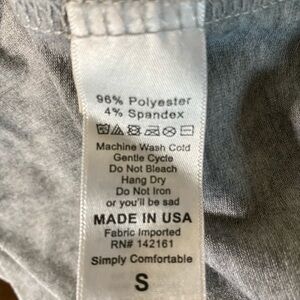 96% Polyester
4% Spandex
Machine Wash Cold
Gentle Cycle
Do Not Bleach
Hang Dry
Do Not Iron
or you'll be sad
MADE IN USA
Fabric Imported
RN# 142161
Simply Comfortable
S